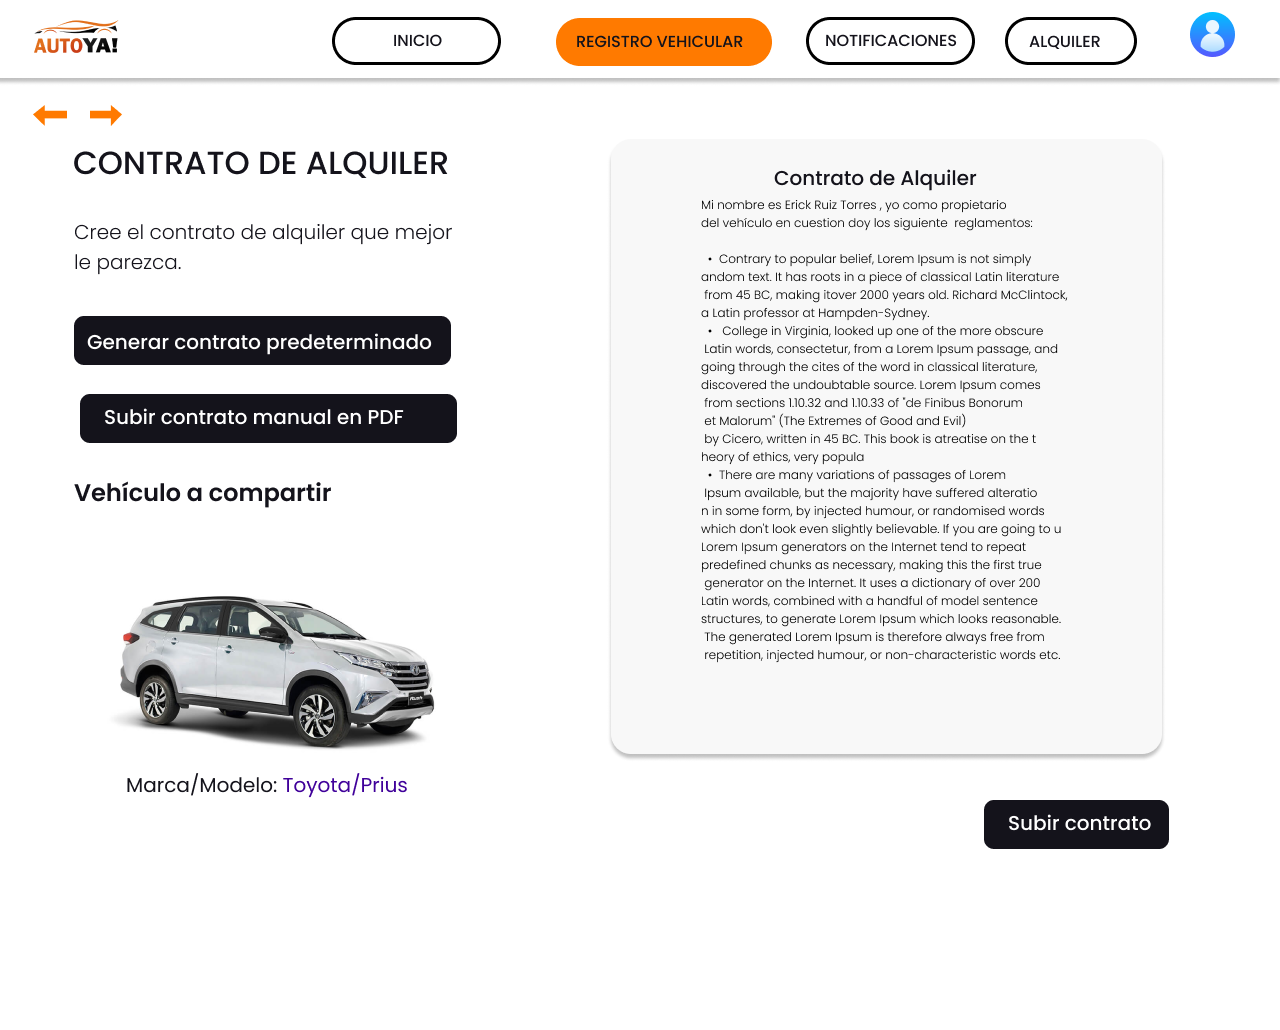 AUTOYA!
INICIO
REGISTRO VEHICULAR
NOTIFICACIONES
ALQUILER
CONTRATO DE ALQUILER
Cree el contrato de alquiler que mejor
le parezca.
Generar contrato predeterminado
Subir contrato manual en PDF
Vehículo a compartir
Marca/Modelo: Toyota/Prius
Contrato de Alquiler
Mi nombre es Erick Ruiz Torres , yo como propietario
del vehículo en cuestion doy los siguiente  reglamentos:
• Contrary to popular belief, Lorem Ipsum is not simply
andom text. It has roots in a piece of classical Latin literature
from 45 BC, making itover 2000 years old. Richard McClintock,
a Latin professor at Hampden-Sydney.
• College in Virginia, looked up one of the more obscure
Latin words, consectetur, from a Lorem Ipsum passage, and
going through the cites of the word in classical literature,
discovered the undoubtable source. Lorem Ipsum comes
from sections 1.10.32 and 1.10.33 of "de Finibus Bonorum
et Malorum" (The Extremes of Good and Evil)
by Cicero, written in 45 BC. This book is atreatise on the t
heory of ethics, very popula
• There are many variations of passages of Lorem
Ipsum available, but the majority have suffered alteratio
n in some form, by injected humour, or randomised words
which don't look even slightly believable. If you are going to u
Lorem Ipsum generators on the Internet tend to repeat
predefined chunks as necessary, making this the first true
generator on the Internet. It uses a dictionary of over 200
Latin words, combined with a handful of model sentence
structures, to generate Lorem Ipsum which looks reasonable.
The generated Lorem Ipsum is therefore always free from
repetition, injected humour, or non-characteristic words etc.
Subir contrato